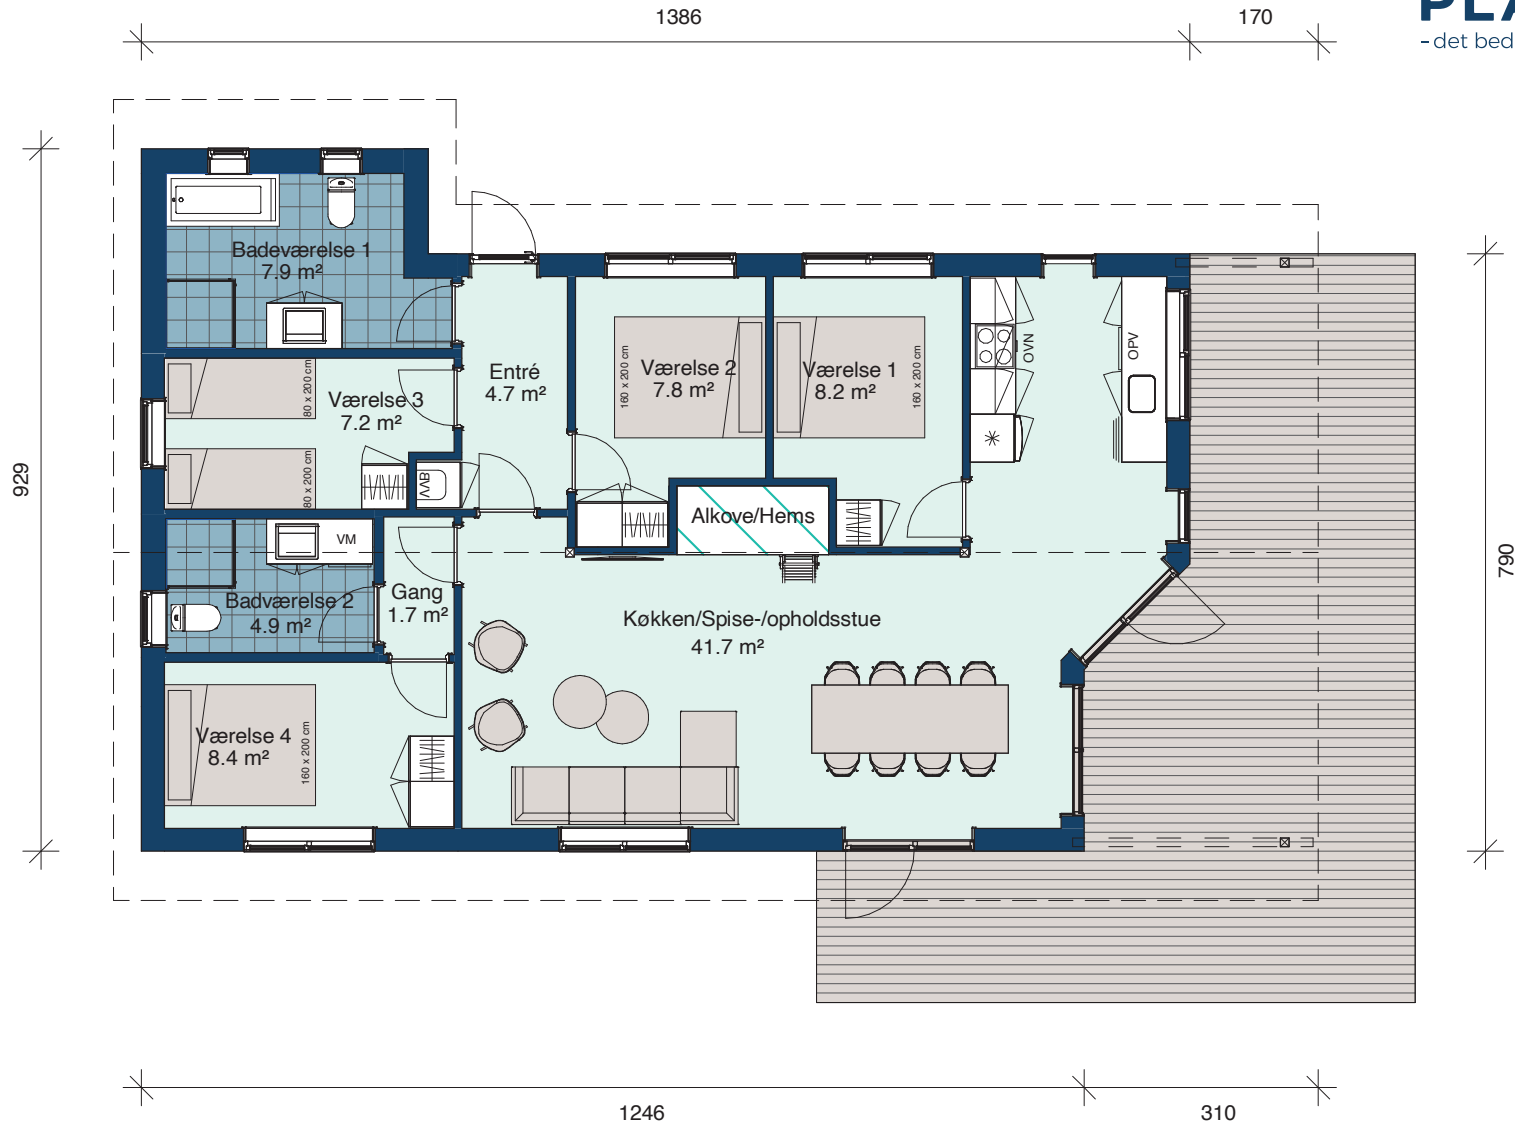 1386
170
- det bed
929
Badeværelse 1
7.9 m²
Værelse 3
7.2 m²
80 x 200 cm
80 x 200 cm
Entré
4.7 m²
VVB
Værelse 2
7.8 m²
160 x 200 cm
Værelse 1
8.2 m²
160 x 200 cm
OVN
OPV
Alkove/Hems
790
VM
Badværelse 2
4.9 m²
Gang
1.7 m²
Køkken/Spise-/opholdsstue
41.7 m²
Værelse 4
8.4 m²
160 x 200 cm
1246
310